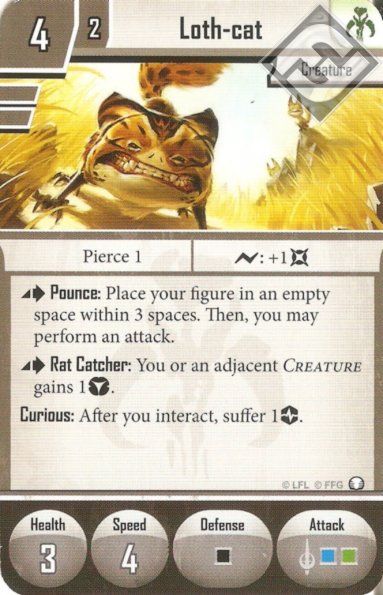 4
2
Loth-cat
Creature
Pierce 1
: +1
Pounce: Place your figure in an empty
space within 3 spaces. Then, you may
perform an attack.
Rat Catcher: You or an adjacent CREATURE
gains 1.
Curious: After you interact, suffer 1.
© LFL © FFG
Health
Speed
Defense
Attack
3
4